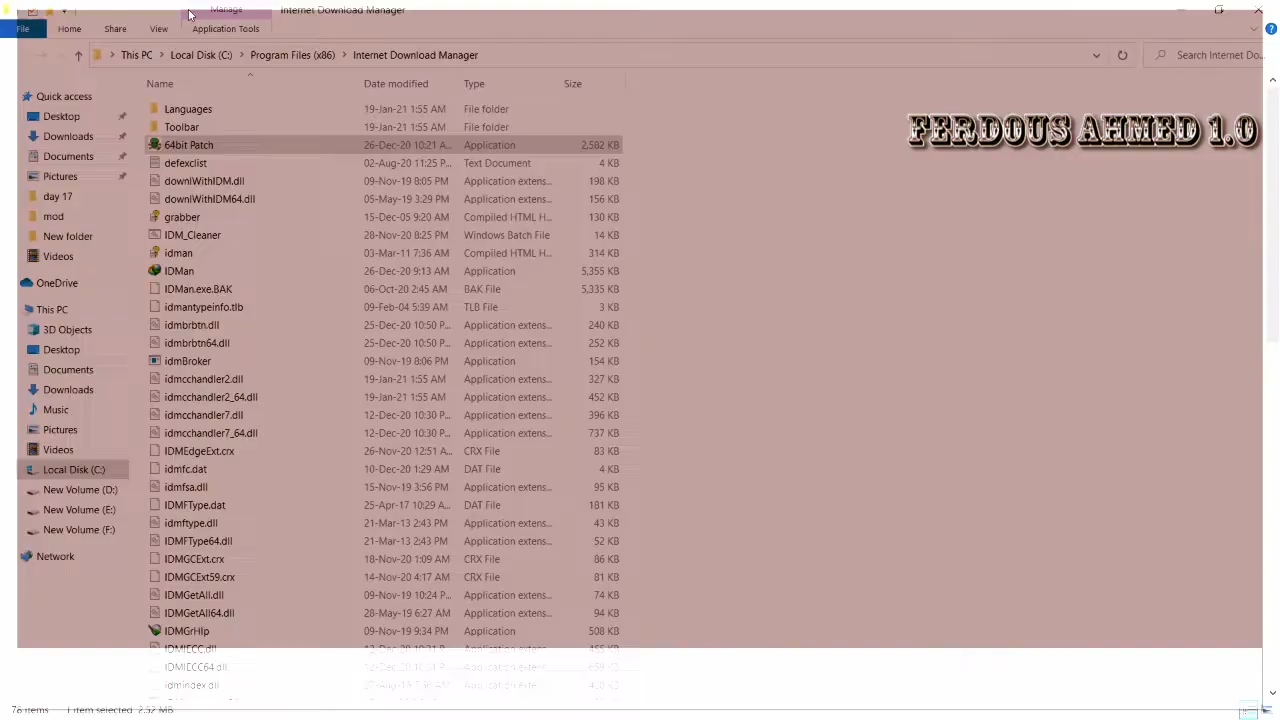 Manage Internet Download Manager
File Home Share View Application Tools
This PC Local Disk (C:) Program Files (x86) Internet Download Manager Search Internet Do...
Name Date modified Type Size
Quick access
Desktop
Downloads
Documents
Pictures
day 17
mod
New folder
Videos
OneDrive
This PC
3D Objects
Desktop
Documents
Downloads
Music
Pictures
Videos
Local Disk (C:)
New Volume (D:)
New Volume (E:)
New Volume (F:)
Network
Languages 19-Jan-21 1:55 AM File folder
Toolbar 19-Jan-21 1:55 AM File folder
64bit Patch 26-Dec-20 10:21 A... Application 2,582 KB
defexclist 02-Aug-20 11:25 P... Text Document 4 KB
downlWithIDM.dll 09-Nov-19 8:05 PM Application extens... 198 KB
downlWithIDM64.dll 05-May-19 3:29 PM Application extens... 156 KB
grabber 15-Dec-05 9:20 AM Compiled HTML H... 130 KB
IDM_Cleaner 28-Nov-20 8:25 PM Windows Batch File 14 KB
idman 03-Mar-11 7:36 AM Compiled HTML H... 314 KB
IDMan 26-Dec-20 9:13 AM Application 5,355 KB
IDMan.exe.BAK 06-Oct-20 2:45 AM BAK File 5,335 KB
idmantypeinfo.tlb 09-Feb-04 5:39 AM TLB File 3 KB
idmbrbtn.dll 25-Dec-20 10:50 P... Application extens... 240 KB
idmbrbtn64.dll 25-Dec-20 10:50 P... Application extens... 252 KB
idmBroker 09-Nov-19 8:06 PM Application 154 KB
idmcchandler2.dll 19-Jan-21 1:55 AM Application extens... 327 KB
idmcchandler2_64.dll 19-Jan-21 1:55 AM Application extens... 452 KB
idmcchandler7.dll 12-Dec-20 10:30 P... Application extens... 396 KB
idmcchandler7_64.dll 12-Dec-20 10:30 P... Application extens... 737 KB
IDMEdgeExt.crx 26-Nov-20 12:51 A... CRX File 83 KB
idmfc.dat 10-Dec-20 1:29 AM DAT File 4 KB
idmfsa.dll 15-Nov-19 3:56 PM Application extens... 95 KB
IDMFType.dat 25-Apr-17 10:29 A... DAT File 181 KB
idmftype.dll 21-Mar-13 2:43 PM Application extens... 43 KB
IDMFType64.dll 21-Mar-13 2:43 PM Application extens... 52 KB
IDMGCExt.crx 18-Nov-20 1:09 AM CRX File 86 KB
IDMGCExt59.crx 14-Nov-20 4:17 AM CRX File 81 KB
IDMGetAll.dll 09-Nov-19 10:24 P... Application extens... 74 KB
IDMGetAll64.dll 28-May-19 6:27 AM Application extens... 94 KB
IDMGrHlp 09-Nov-19 9:34 PM Application 508 KB
IDMIECC.dll
IDMIECC64.dll
idmindex.dll
FERDOUS AHMED 1.0
78 items 1 item selected 2.52 MB